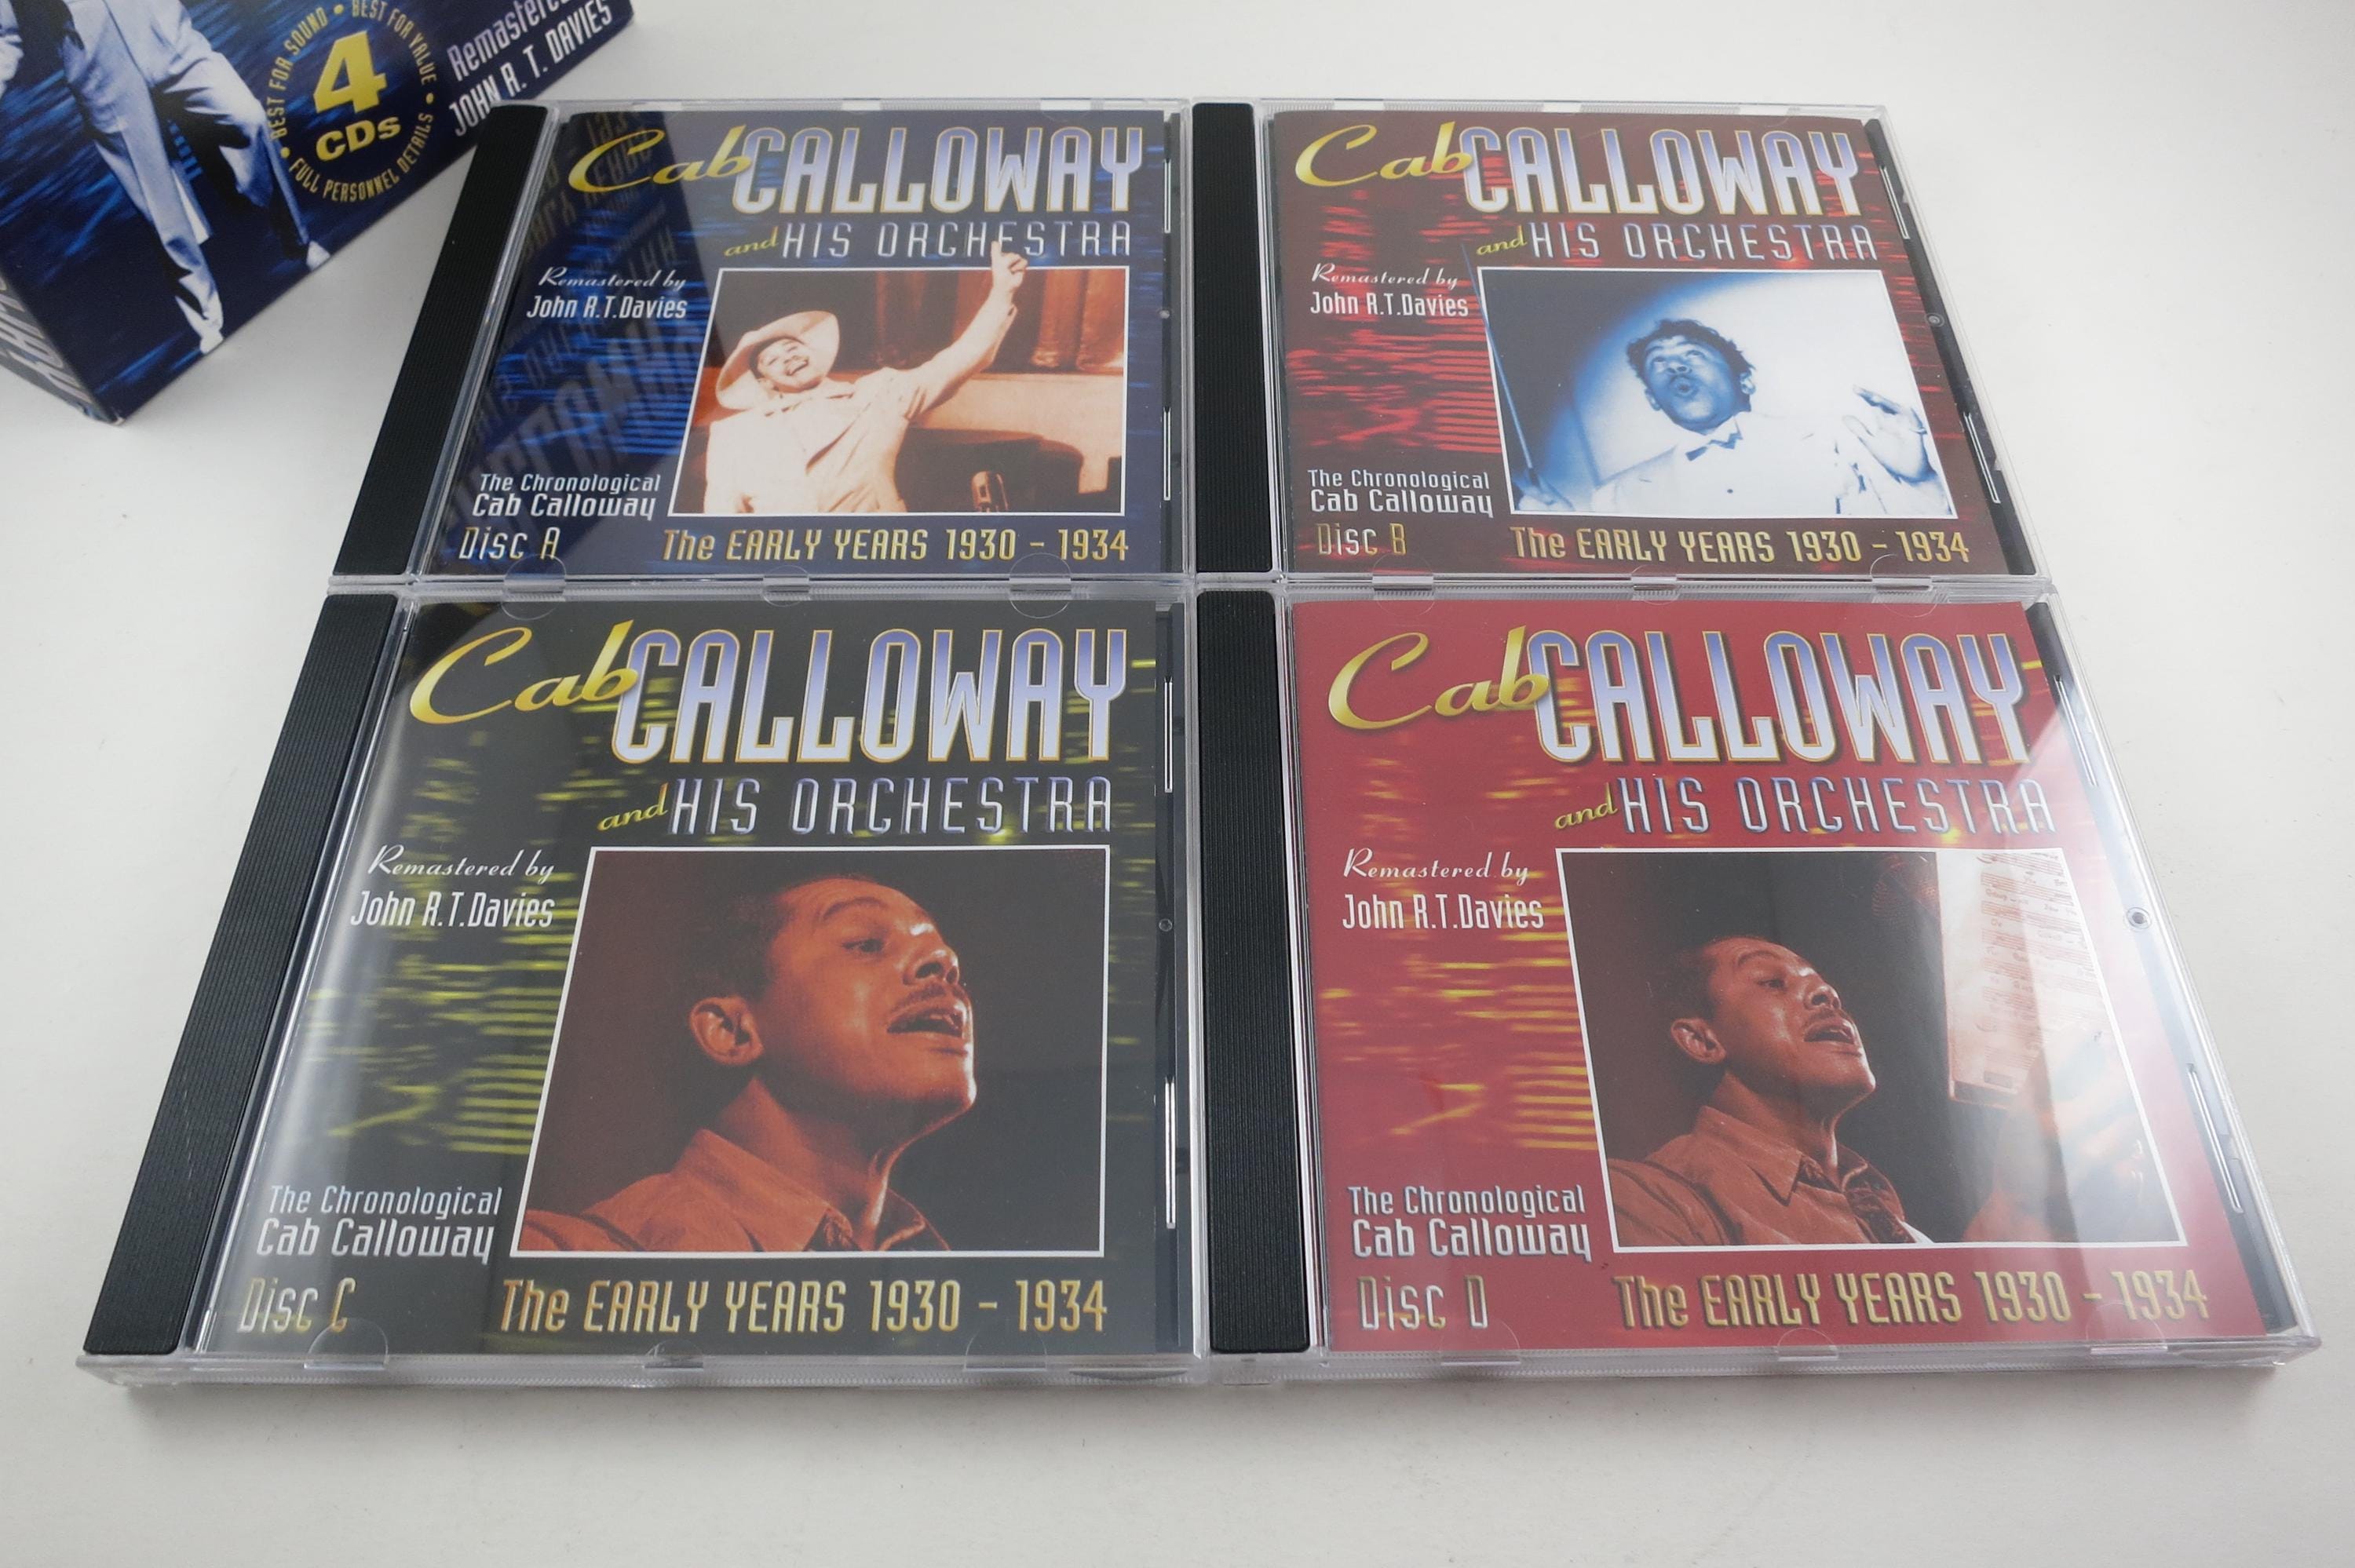 BEST FOR SOUND • BEST FOR VALUE • FULL PERSONNEL DETAILS •
4
CDs
Remastered
JOHN R. T. DAVIES
Cab CALLOWAY
and HIS ORCHESTRA
Remastered by
John R.T.Davies
The Chronological
Cab Calloway
Disc A
The EARLY YEARS 1930 - 1934
Cab CALLOWAY
and HIS ORCHESTRA
Remastered by
John R.T.Davies
The Chronological
Cab Calloway
Disc B
The EARLY YEARS 1930 - 1934
Cab CALLOWAY
and HIS ORCHESTRA
Remastered by
John R.T.Davies
The Chronological
Cab Calloway
Disc C
The EARLY YEARS 1930 - 1934
Cab CALLOWAY
and HIS ORCHESTRA
Remastered by
John R.T.Davies
The Chronological
Cab Calloway
Disc D
The EARLY YEARS 1930 - 1934